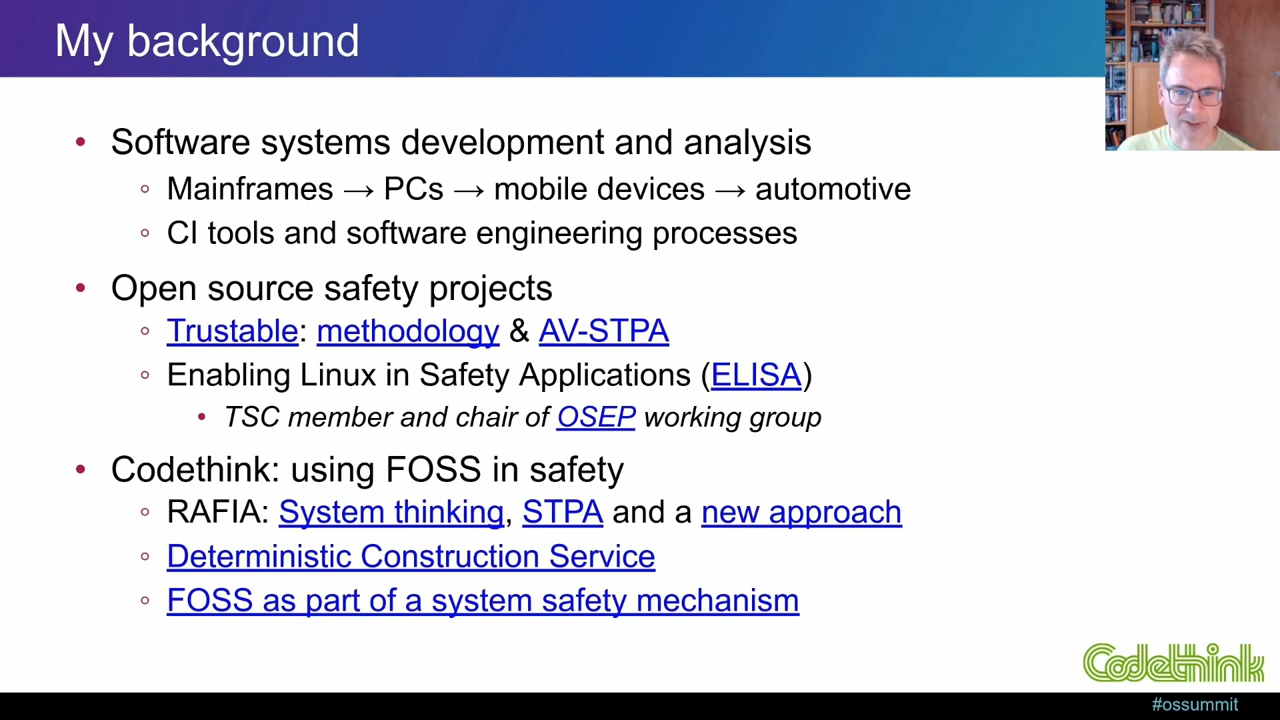 My background
• Software systems development and analysis
◦ Mainframes → PCs → mobile devices → automotive
◦ CI tools and software engineering processes
• Open source safety projects
◦ Trustable: methodology & AV-STPA
◦ Enabling Linux in Safety Applications (ELISA)
• TSC member and chair of OSEP working group
• Codethink: using FOSS in safety
◦ RAFIA: System thinking, STPA and a new approach
◦ Deterministic Construction Service
◦ FOSS as part of a system safety mechanism
Codethink
#ossummit